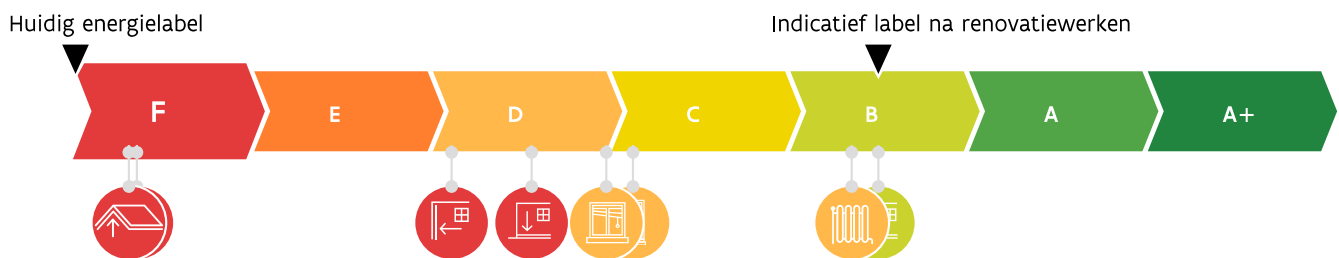 Huidig energielabel
Indicatief label na renovatiewerken
F E D C B A A+